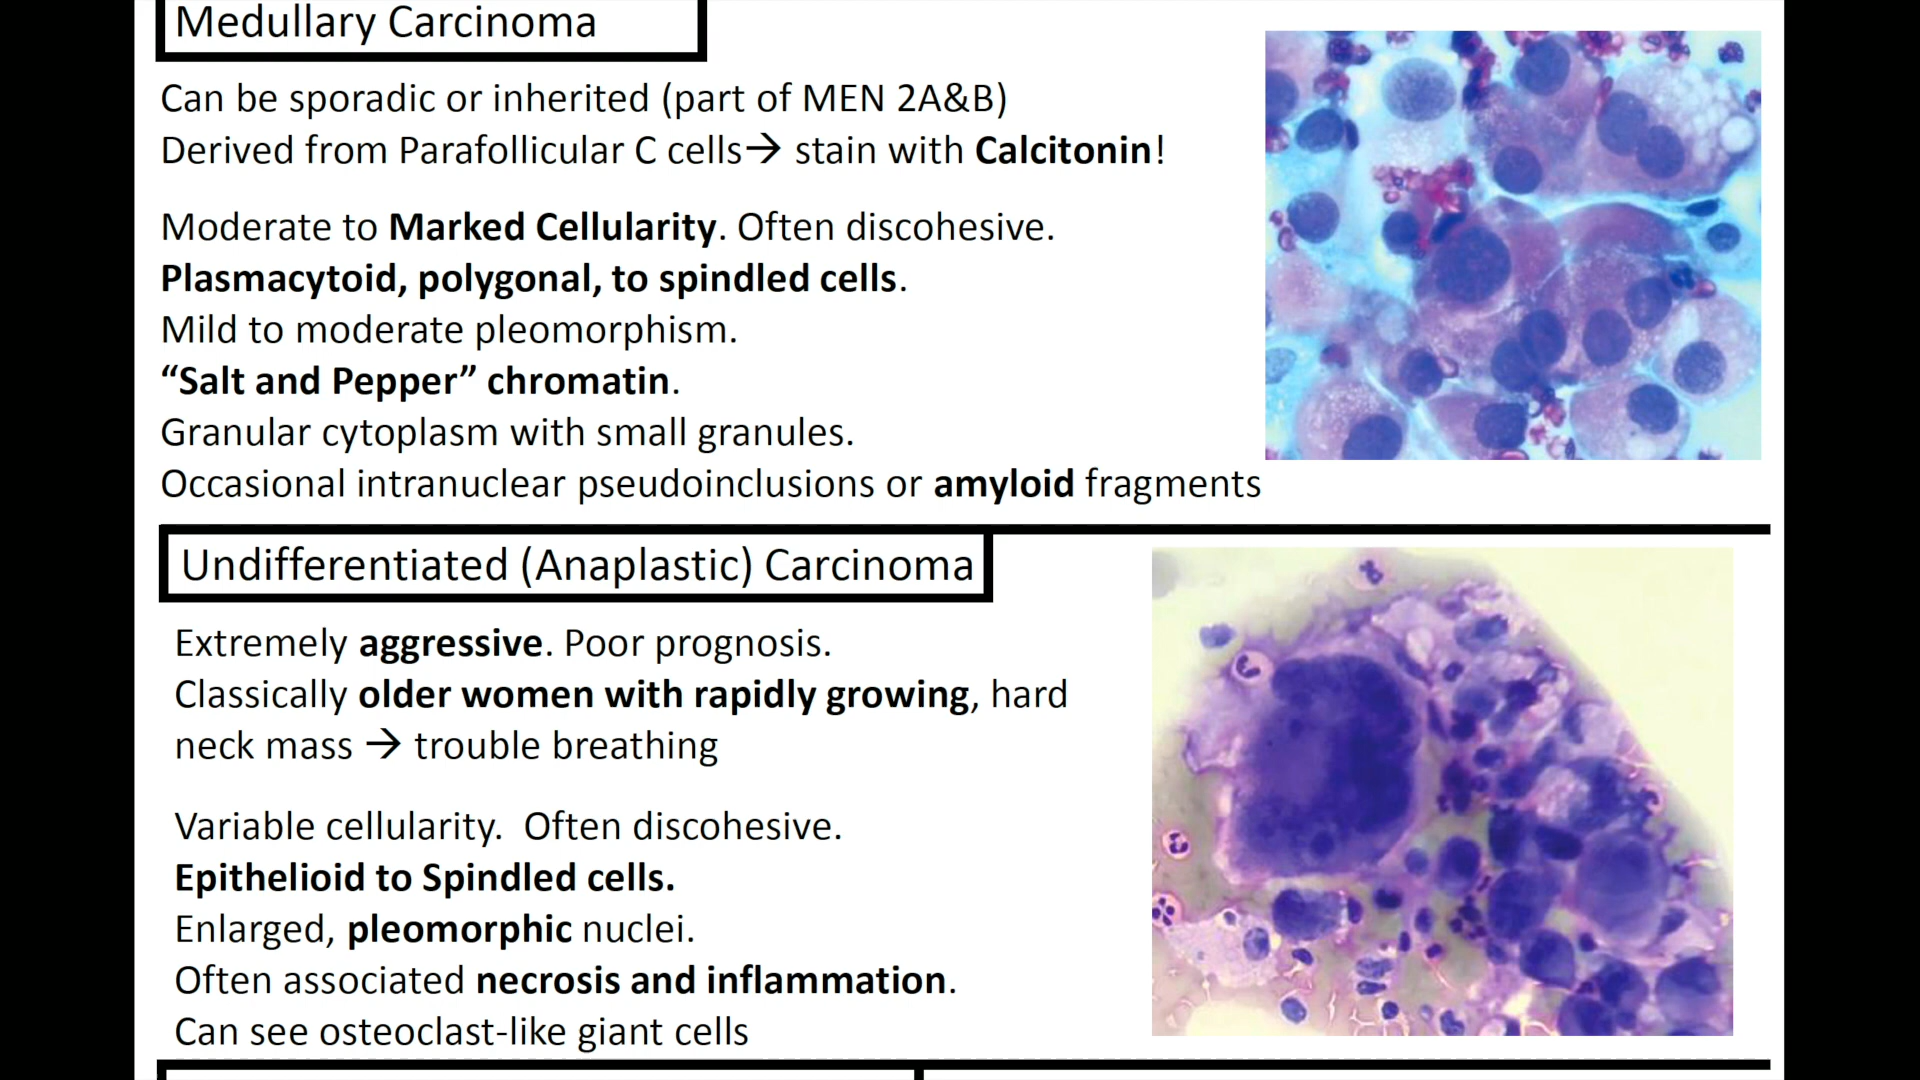 Medullary Carcinoma
Can be sporadic or inherited (part of MEN 2A&B)
Derived from Parafollicular C cells→ stain with Calcitonin!
Moderate to Marked Cellularity. Often discohesive.
Plasmacytoid, polygonal, to spindled cells.
Mild to moderate pleomorphism.
“Salt and Pepper” chromatin.
Granular cytoplasm with small granules.
Occasional intranuclear pseudoinclusions or amyloid fragments
Undifferentiated (Anaplastic) Carcinoma
Extremely aggressive. Poor prognosis.
Classically older women with rapidly growing, hard
neck mass → trouble breathing
Variable cellularity. Often discohesive.
Epithelioid to Spindled cells.
Enlarged, pleomorphic nuclei.
Often associated necrosis and inflammation.
Can see osteoclast-like giant cells